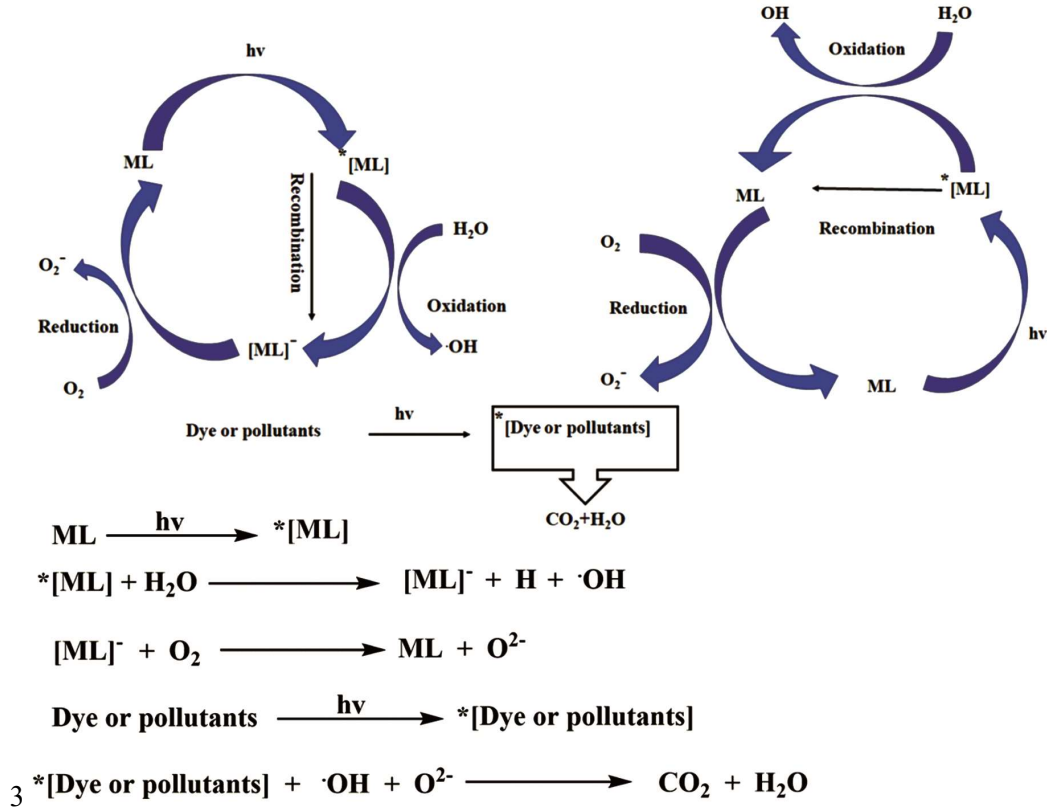 hv
ML
*[ML]
Recombination
H₂O
Oxidation
·OH
[ML]⁻
O₂⁻
Reduction
O₂
OH
H₂O
Oxidation
ML
*[ML]
Recombination
O₂
Reduction
O₂⁻
hv
ML
Dye or pollutants
hv
*[Dye or pollutants]
CO₂+H₂O
ML hv *[ML]
*[ML] + H₂O [ML]⁻ + H + ·OH
[ML]⁻ + O₂ ML + O²⁻
Dye or pollutants hv *[Dye or pollutants]
3 *[Dye or pollutants] + ·OH + O²⁻ CO₂ + H₂O